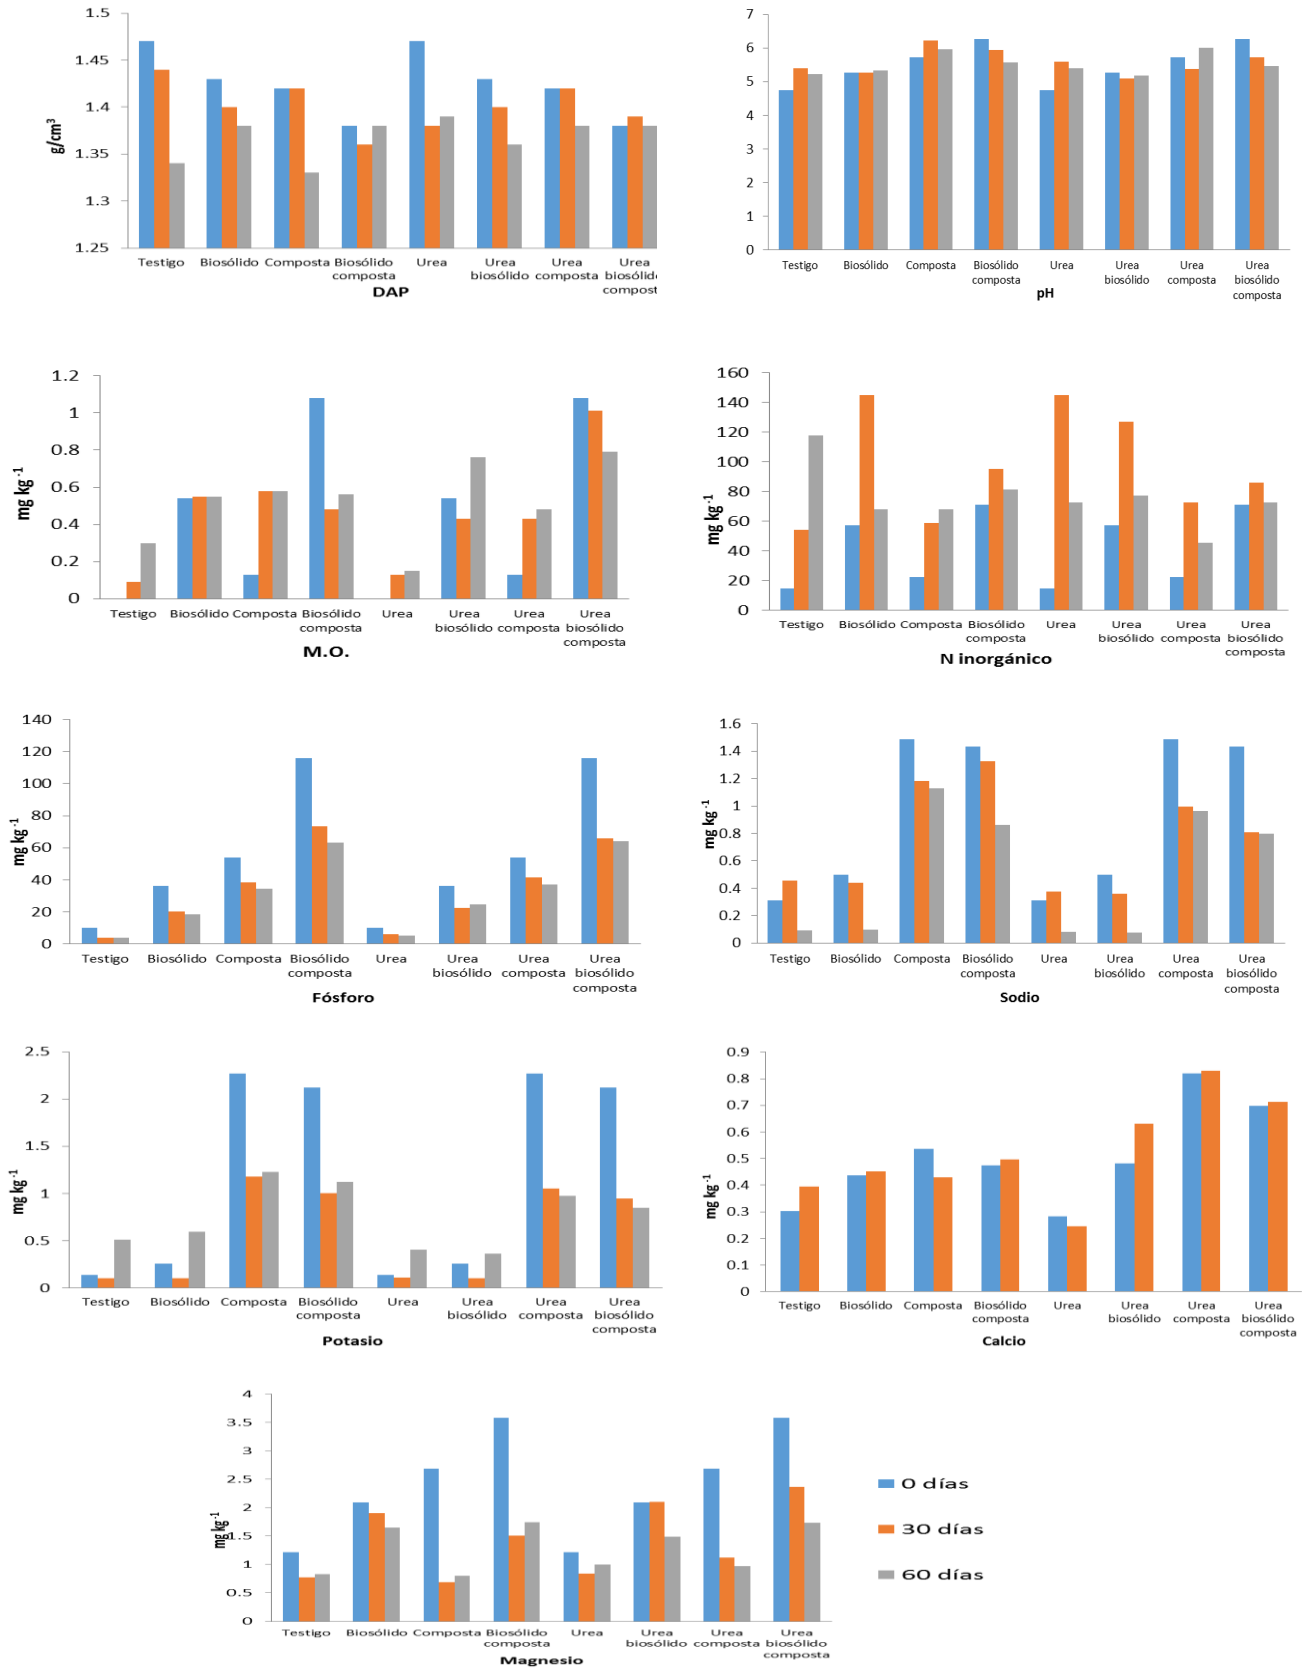 1.5
1.45
1.4
1.35
1.3
1.25
g/cm³
Testigo Biosólido Composta Biosólido composta Urea Urea biosólido Urea composta Urea biosólido compost
DAP
7
6
5
4
3
2
1
0
Testigo Biosólido Composta Biosólido composta Urea Urea biosólido Urea composta Urea biosólido composta
pH
1.2
1
0.8
0.6
0.4
0.2
0
mg kg⁻¹
Testigo Biosólido Composta Biosólido composta Urea Urea biosólido Urea composta Urea biosólido composta
M.O.
160
140
120
100
80
60
40
20
0
mg kg⁻¹
Testigo Biosólido Composta Biosólido composta Urea Urea biosólido Urea composta Urea biosólido composta
N inorgánico
140
120
100
80
60
40
20
0
mg kg⁻¹
Testigo Biosólido Composta Biosólido composta Urea Urea biosólido Urea composta Urea biosólido composta
Fósforo
1.6
1.4
1.2
1
0.8
0.6
0.4
0.2
0
mg kg⁻¹
Testigo Biosólido Composta Biosólido composta Urea Urea biosólido Urea composta Urea biosólido composta
Sodio
2.5
2
1.5
1
0.5
0
mg kg⁻¹
Testigo Biosólido Composta Biosólido composta Urea Urea biosólido Urea composta Urea biosólido composta
Potasio
0.9
0.8
0.7
0.6
0.5
0.4
0.3
0.2
0.1
0
mg kg⁻¹
Testigo Biosólido Composta Biosólido composta Urea Urea biosólido Urea composta Urea biosólido composta
Calcio
4
3.5
3
2.5
2
1.5
1
0.5
0
mg kg⁻¹
Testigo Biosólido Composta Biosólido composta Urea Urea biosólido Urea composta Urea biosólido composta
Magnesio
0 días
30 días
60 días